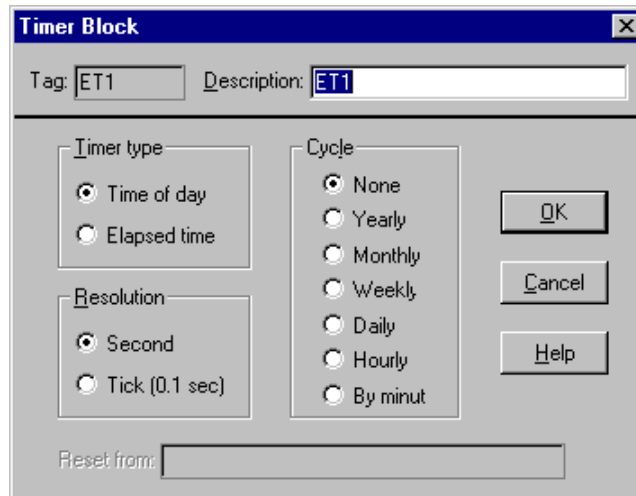 Timer Block
Tag: ET1 Description: ET1
Timer type
Time of day
Elapsed time
Resolution
Second
Tick (0.1 sec)
Cycle
None
Yearly
Monthly
Weekly
Daily
Hourly
By minut
OK
Cancel
Help
Reset from: